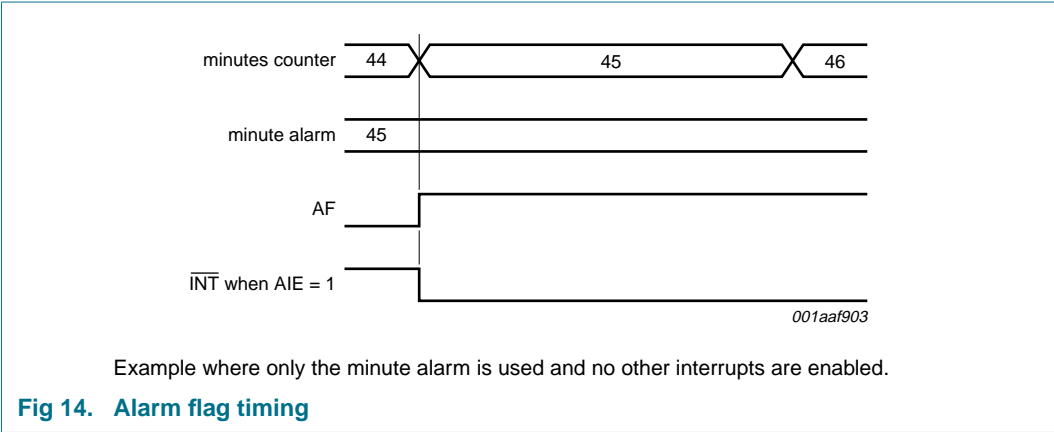 minutes counter 44 45 46
minute alarm 45
AF
INT when AIE = 1
001aaf903
Example where only the minute alarm is used and no other interrupts are enabled.
Fig 14. Alarm flag timing